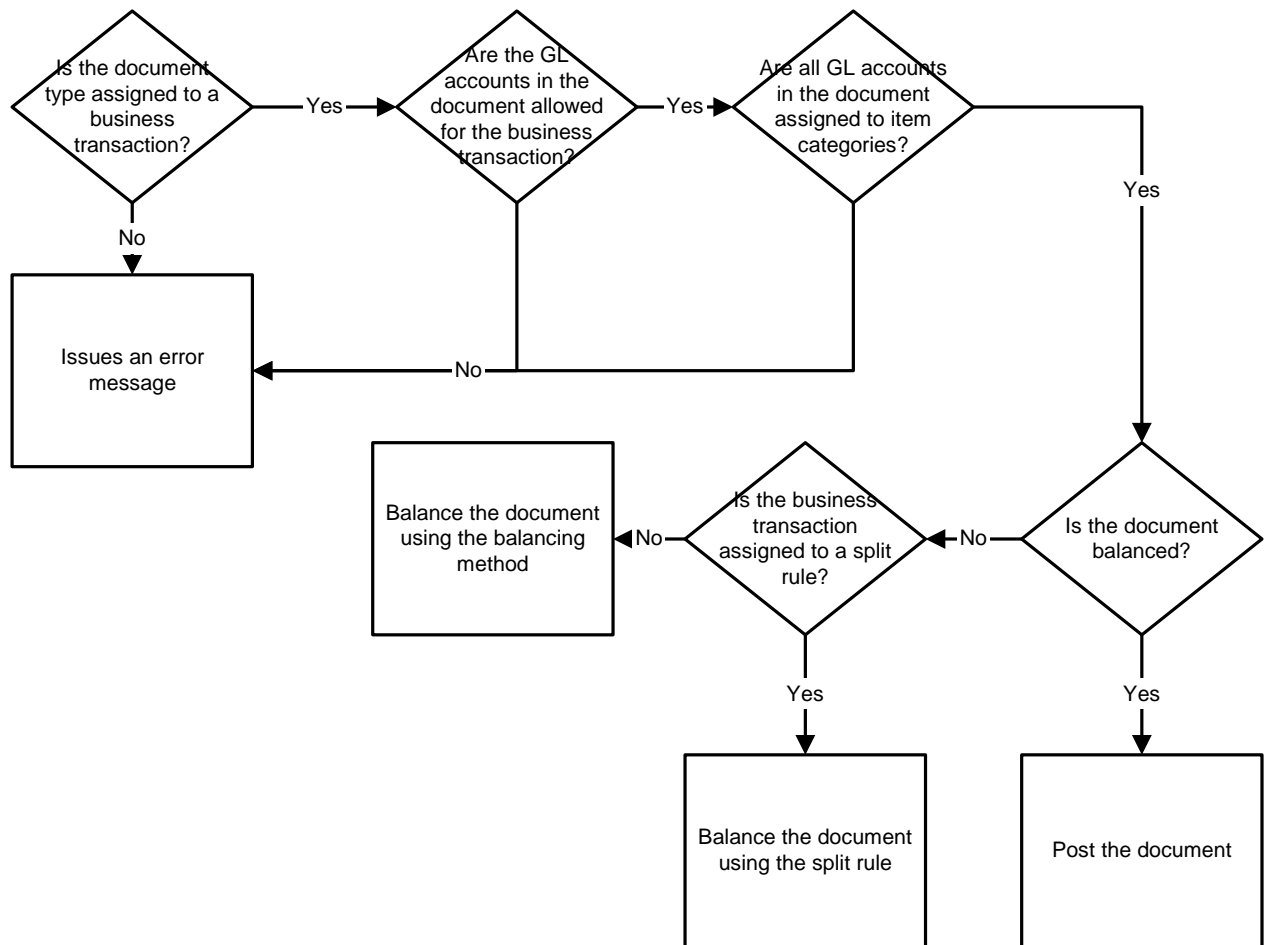 Is the document
type assigned to a
business
transaction?
Yes
Are the GL
accounts in the
document allowed
for the business
transaction?
Yes
Are all GL accounts
in the document
assigned to item
categories?
Yes
No
Issues an error
message
No
Balance the document
using the balancing
method
No
Is the business
transaction
assigned to a split
rule?
No
Is the document
balanced?
Yes
Yes
Balance the document
using the split rule
Post the document